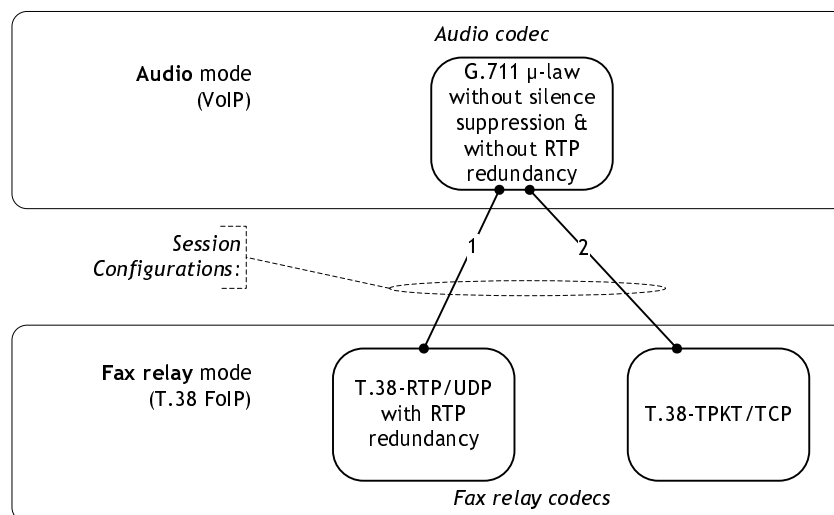 Audio codec
Audio mode
(VoIP)
G.711 µ-law
without silence
suppression &
without RTP
redundancy
Session
Configurations:
1
2
Fax relay mode
(T.38 FoIP)
T.38-RTP/UDP
with RTP
redundancy
T.38-TPKT/TCP
Fax relay codecs